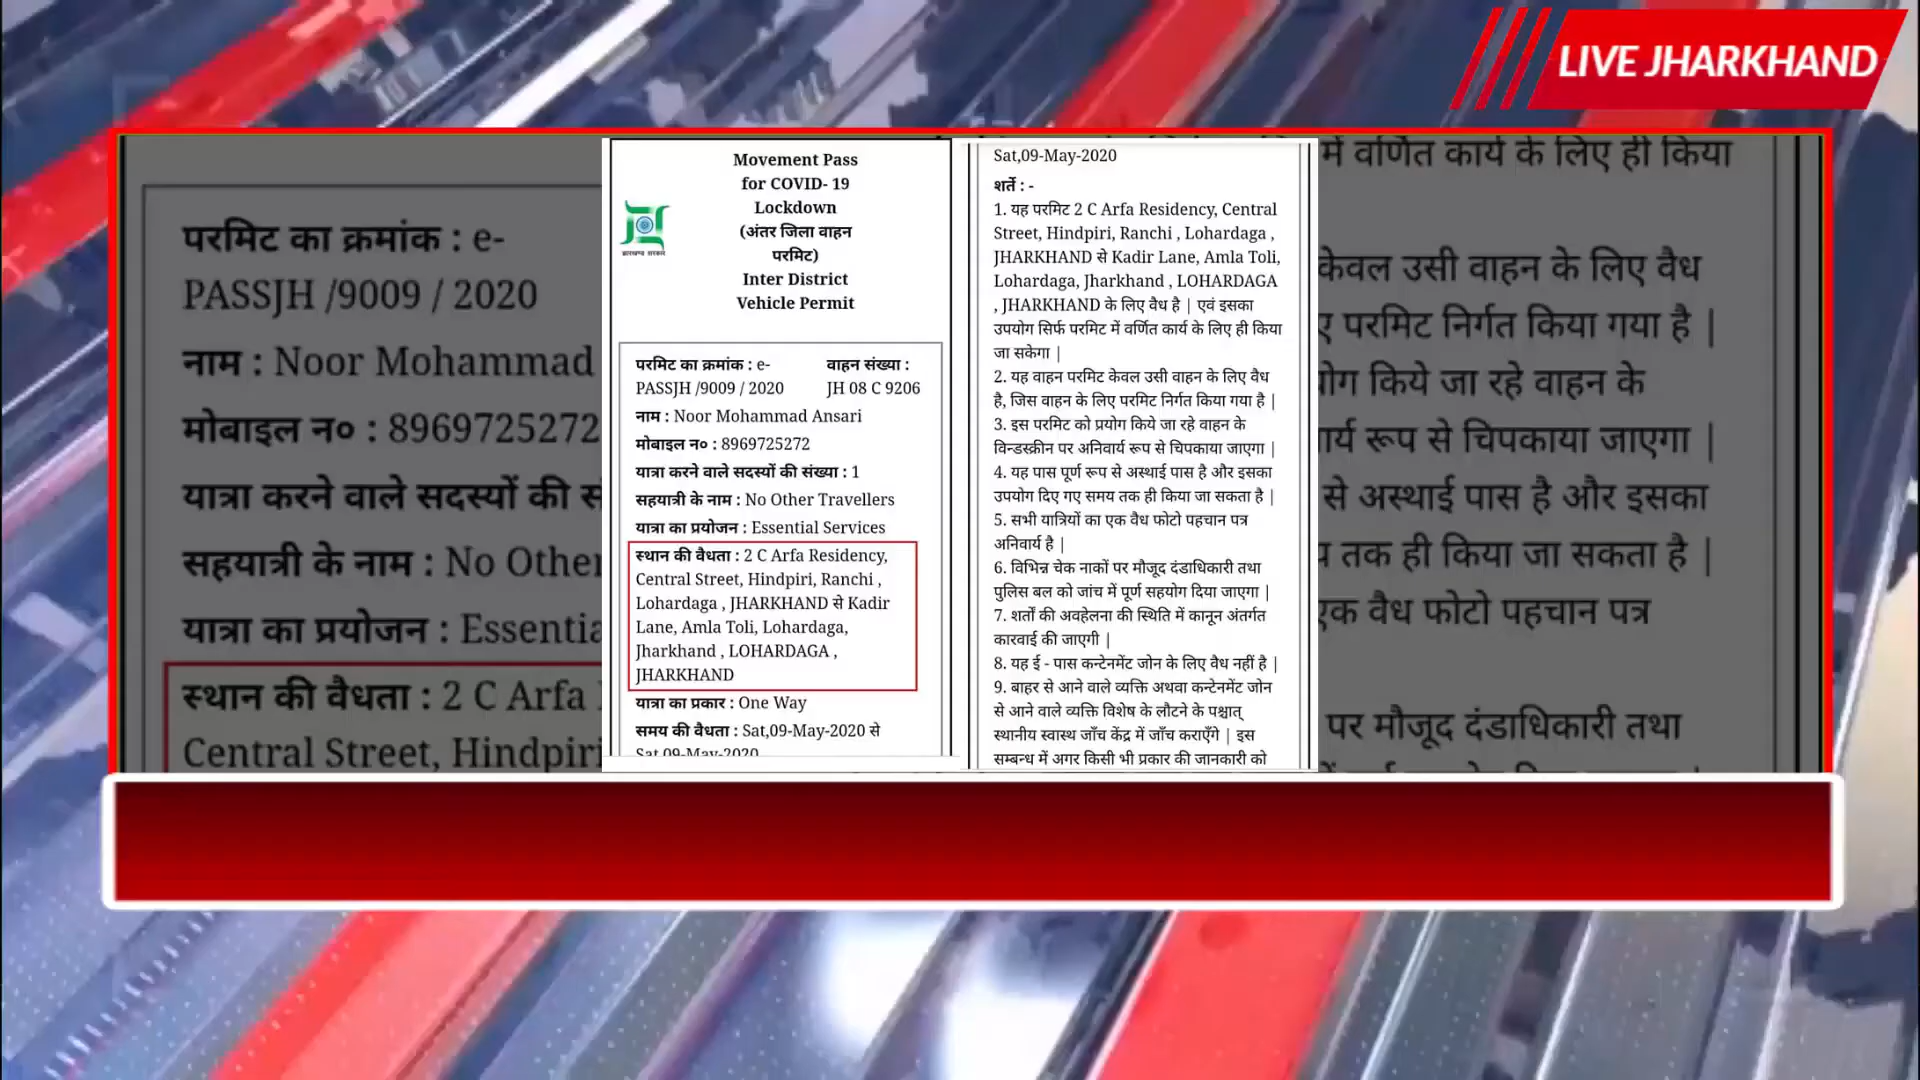 LIVE JHARKHAND
परमिट का क्रमांक : e-
PASSJH /9009 / 2020
नाम : Noor Mohammad
मोबाइल न० : 8969725272
यात्रा करने वाले सदस्यों की
सहयात्री के नाम : No Other
यात्रा का प्रयोजन :
स्थान की वैधता : 2 C Arfa
Central Street, Hindpiri
Movement Pass
for COVID- 19
Lockdown
(अंतर जिला वाहन
परमिट)
Inter District
Vehicle Permit
झारखण्ड सरकार
परमिट का क्रमांक : e-
PASSJH /9009 / 2020
वाहन संख्या :
JH 08 C 9206
नाम : Noor Mohammad Ansari
मोबाइल न० : 8969725272
यात्रा करने वाले सदस्यों की संख्या : 1
सहयात्री के नाम : No Other Travellers
यात्रा का प्रयोजन : Essential Services
स्थान की वैधता : 2 C Arfa Residency,
Central Street, Hindpiri, Ranchi ,
Lohardaga , JHARKHAND से Kadir
Lane, Amla Toli, Lohardaga,
Jharkhand , LOHARDAGA ,
JHARKHAND
यात्रा का प्रकार : One Way
समय की वैधता : Sat,09-May-2020 से
Sat,09-May-2020
Sat,09-May-2020
शर्ते : -
1. यह परमिट 2 C Arfa Residency, Central
Street, Hindpiri, Ranchi , Lohardaga ,
JHARKHAND से Kadir Lane, Amla Toli,
Lohardaga, Jharkhand , LOHARDAGA
, JHARKHAND के लिए वैध है | एवं इसका
उपयोग सिर्फ परमिट में वर्णित कार्य के लिए ही किया
जा सकेगा |
2. यह वाहन परमिट केवल उसी वाहन के लिए वैध
है, जिस वाहन के लिए परमिट निर्गत किया गया है |
3. इस परमिट को प्रयोग किये जा रहे वाहन के
विन्डस्क्रीन पर अनिवार्य रूप से चिपकाया जाएगा |
4. यह पास पूर्ण रूप से अस्थाई पास है और इसका
उपयोग दिए गए समय तक ही किया जा सकता है |
5. सभी यात्रियों का एक वैध फोटो पहचान पत्र
अनिवार्य है |
6. विभिन्न चेक नाकों पर मौजूद दंडाधिकारी तथा
पुलिस बल को जांच में पूर्ण सहयोग दिया जाएगा |
7. शर्तों की अवहेलना की स्थिति में कानून अंतर्गत
कारवाई की जाएगी |
8. यह ई - पास कन्टेनमेंट जोन के लिए वैध नहीं है |
9. बाहर से आने वाले व्यक्ति अथवा कन्टेनमेंट जोन
से आने वाले व्यक्ति विशेष के लौटने के पश्चात्
स्थानीय स्वास्थ जाँच केंद्र में जाँच कराएँगे | इस
सम्बन्ध में अगर किसी भी प्रकार की जानकारी को
में वर्णित कार्य के लिए ही किया
केवल उसी वाहन के लिए वैध
परमिट निर्गत किया गया है |
किये जा रहे वाहन के
रूप से चिपकाया जाएगा |
से अस्थाई पास है और इसका
तक ही किया जा सकता है |
एक वैध फोटो पहचान पत्र
पर मौजूद दंडाधिकारी तथा